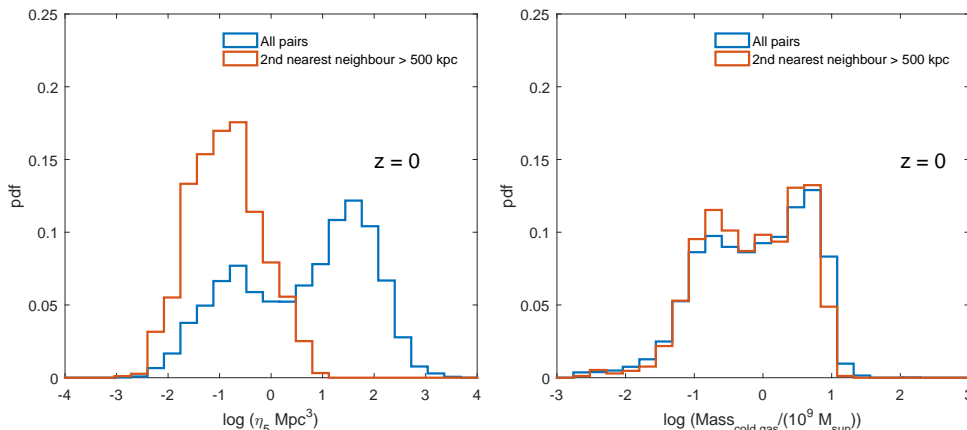 0.25
0.2
0.15
0.1
0.05
0
-4 -3 -2 -1 0 1 2 3 4
pdf
log (η5 Mpc³)
All pairs
2nd nearest neighbour > 500 kpc
z = 0
0.25
0.2
0.15
0.1
0.05
0
-3 -2 -1 0 1 2 3
pdf
log (Mass_cold gas/(10⁹ M_sun)
All pairs
2nd nearest neighbour > 500 kpc
z = 0